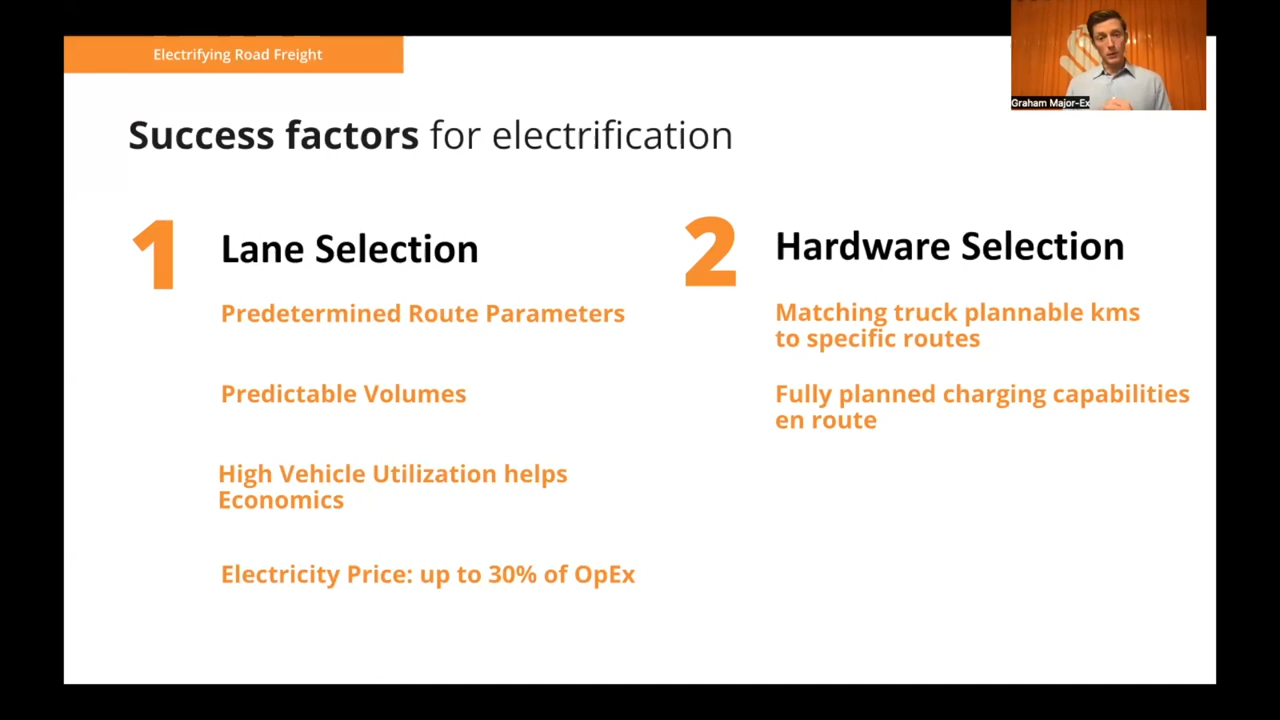 Electrifying Road Freight
Graham Major-Ex
Success factors for electrification
1
Lane Selection
Predetermined Route Parameters
Predictable Volumes
High Vehicle Utilization helps
Economics
Electricity Price: up to 30% of OpEx
2
Hardware Selection
Matching truck plannable kms
to specific routes
Fully planned charging capabilities
en route